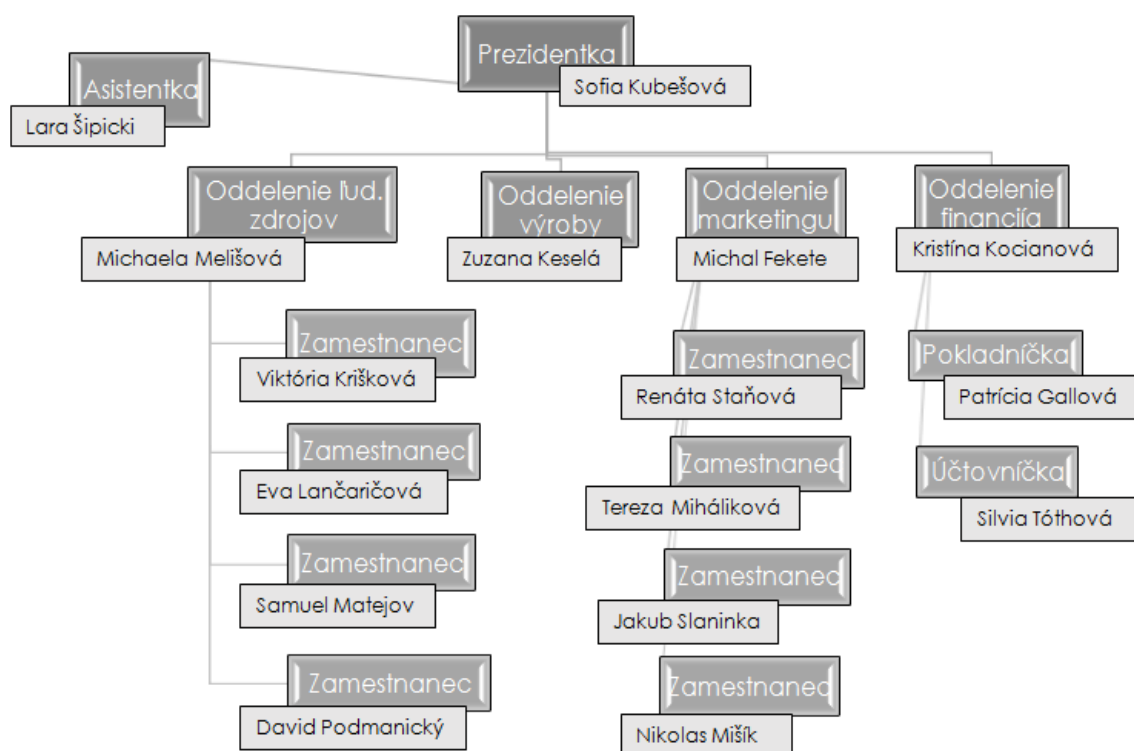 Prezidentka
Sofia Kubešová
Asistentka
Lara Šipicki
Oddelenie ľud.
zdrojov
Michaela Melišová
Oddelenie
výroby
Zuzana Keselá
Oddelenie
marketingu
Michal Fekete
Oddelenie
financiía
Kristína Kocianová
Zamestnanec
Viktória Krišková
Zamestnanec
Eva Lančaričová
Zamestnanec
Samuel Matejov
Zamestnanec
David Podmanický
Zamestnanec
Renáta Staňová
Zamestnanec
Tereza Miháliková
Zamestnanec
Jakub Slaninka
Zamestnanec
Nikolas Mišík
Pokladníčka
Patrícia Gallová
Účtovníčka
Silvia Tóthová